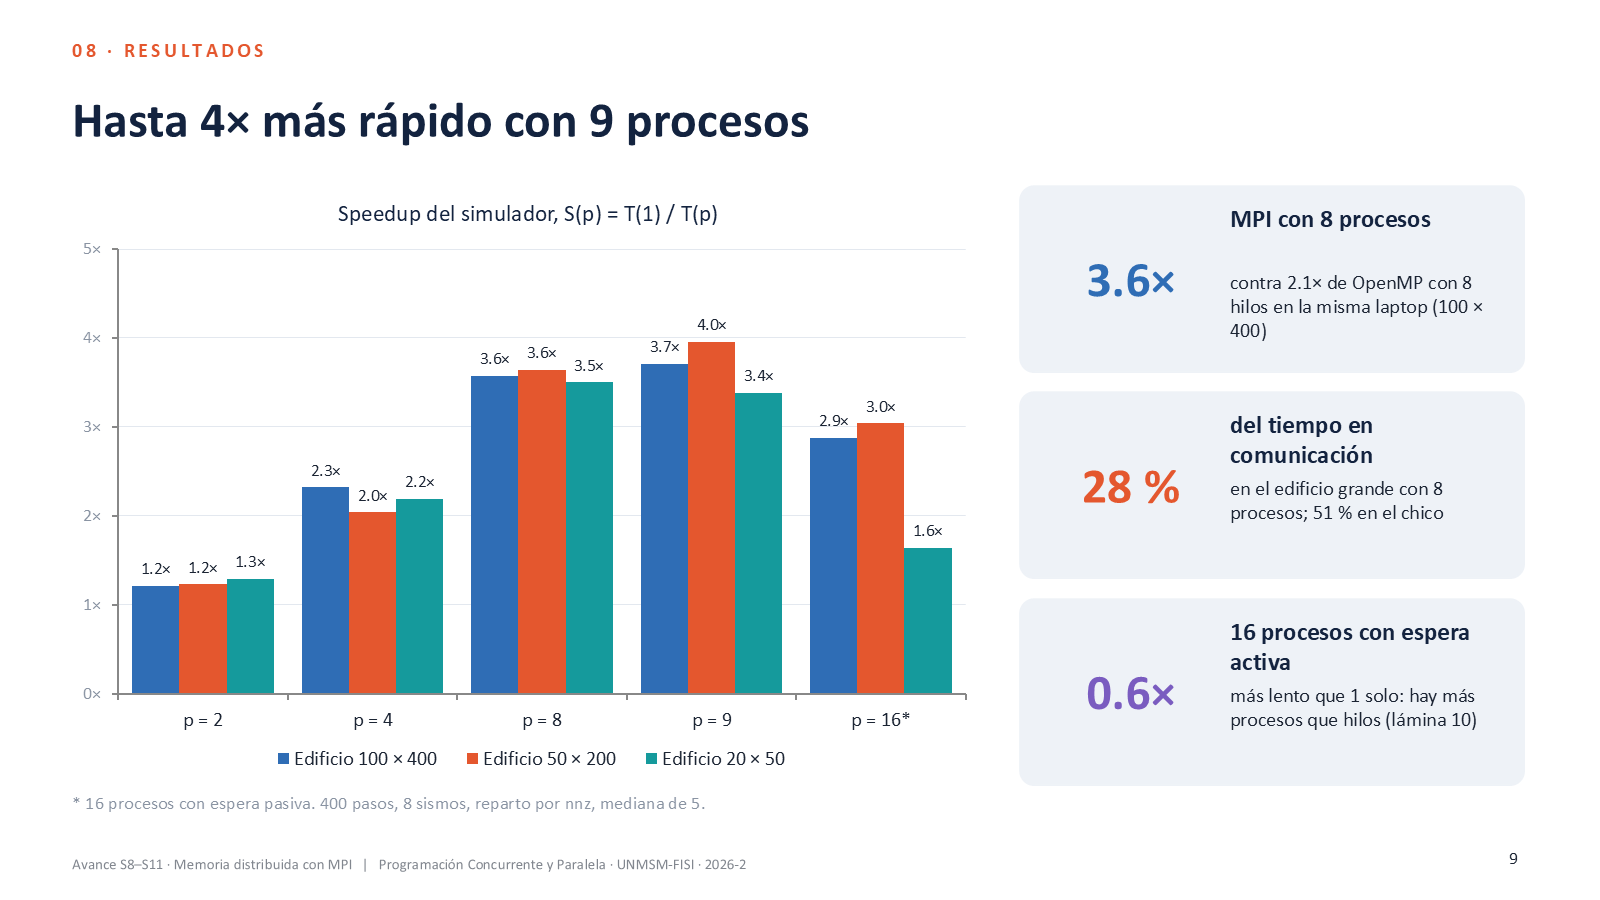 08 · RESULTADOS
Hasta 4× más rápido con 9 procesos
Speedup del simulador, S(p) = T(1) / T(p)
5×
4×
3×
2×
1×
0×
1.2× 1.2× 1.3×
2.3× 2.0× 2.2×
3.6× 3.6× 3.5×
3.7× 4.0× 3.4×
2.9× 3.0× 1.6×
p = 2 p = 4 p = 8 p = 9 p = 16*
Edificio 100 × 400 Edificio 50 × 200 Edificio 20 × 50
* 16 procesos con espera pasiva. 400 pasos, 8 sismos, reparto por nnz, mediana de 5.
3.6×
MPI con 8 procesos
contra 2.1× de OpenMP con 8
hilos en la misma laptop (100 ×
400)
28 %
del tiempo en
comunicación
en el edificio grande con 8
procesos; 51 % en el chico
0.6×
16 procesos con espera
activa
más lento que 1 solo: hay más
procesos que hilos (lámina 10)
Avance S8–S11 · Memoria distribuida con MPI | Programación Concurrente y Paralela · UNMSM-FISI · 2026-2
9